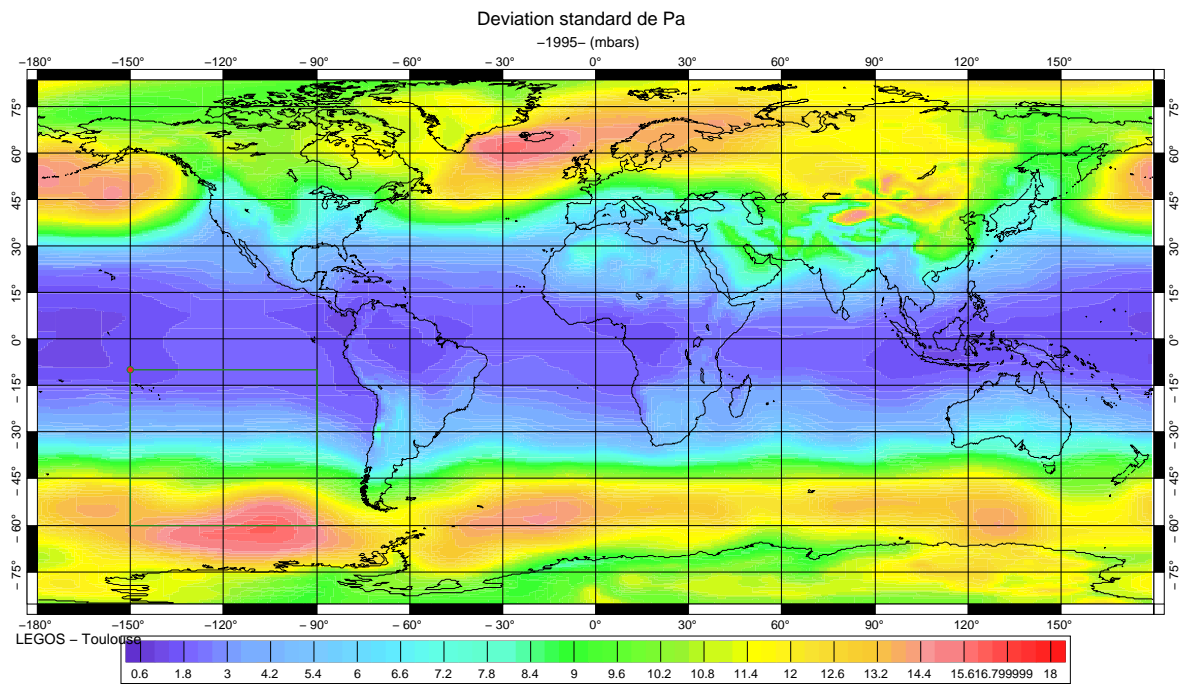 Deviation standard de Pa
−1995− (mbars)
−180 −150 −120 −90 −60 −30 0° 30° 60° 90° 120° 150°
75° 75°
60° 60°
45° 45°
30° 30°
15° 15°
0° 0°
−15° −15°
−30° −30°
−45° −45°
−60° −60°
−75° −75°
−180 −150° −120° −90° −60° −30° 0° 30° 60° 90° 120° 150°
LEGOS − Toulouse
0.6 1.8 3 4.2 5.4 6 6.6 7.2 7.8 8.4 9 9.6 10.2 10.8 11.4 12 12.6 13.2 14.4 15.6 16.799999 18